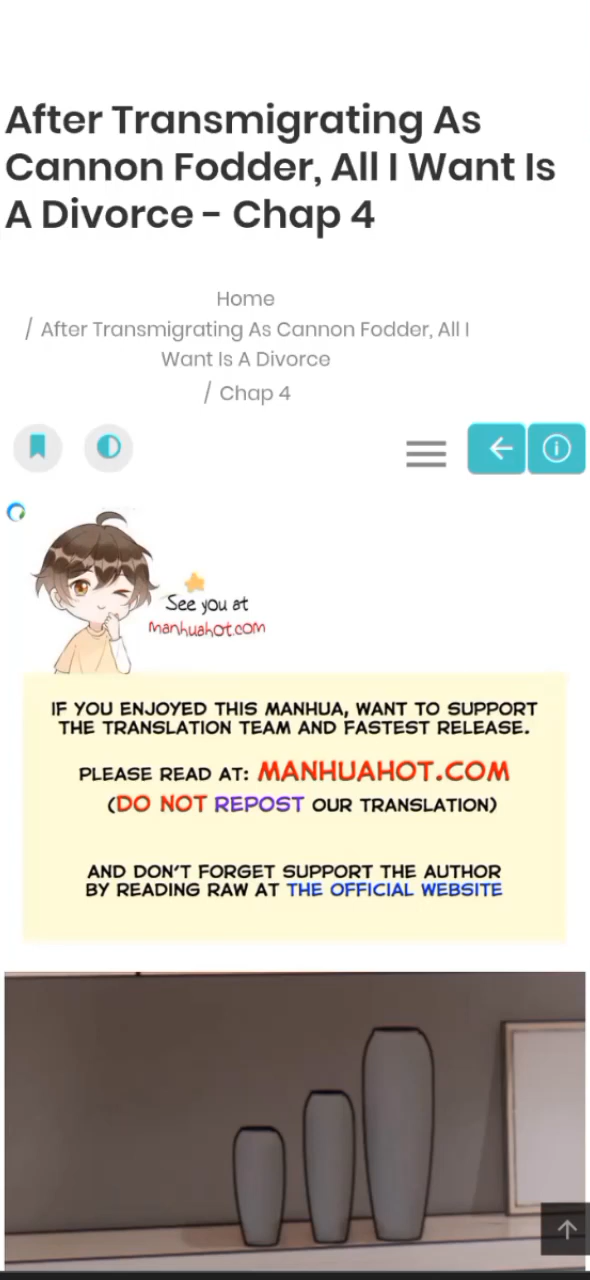 After Transmigrating As
Cannon Fodder, All I Want Is
A Divorce - Chap 4
Home
/ After Transmigrating As Cannon Fodder, All I
Want Is A Divorce
/ Chap 4
See you at
manhuahot.com
IF YOU ENJOYED THIS MANHUA, WANT TO SUPPORT
THE TRANSLATION TEAM AND FASTEST RELEASE.
PLEASE READ AT: MANHUAHOT.COM
(DO NOT REPOST OUR TRANSLATION)
AND DON'T FORGET SUPPORT THE AUTHOR
BY READING RAW AT THE OFFICIAL WEBSITE